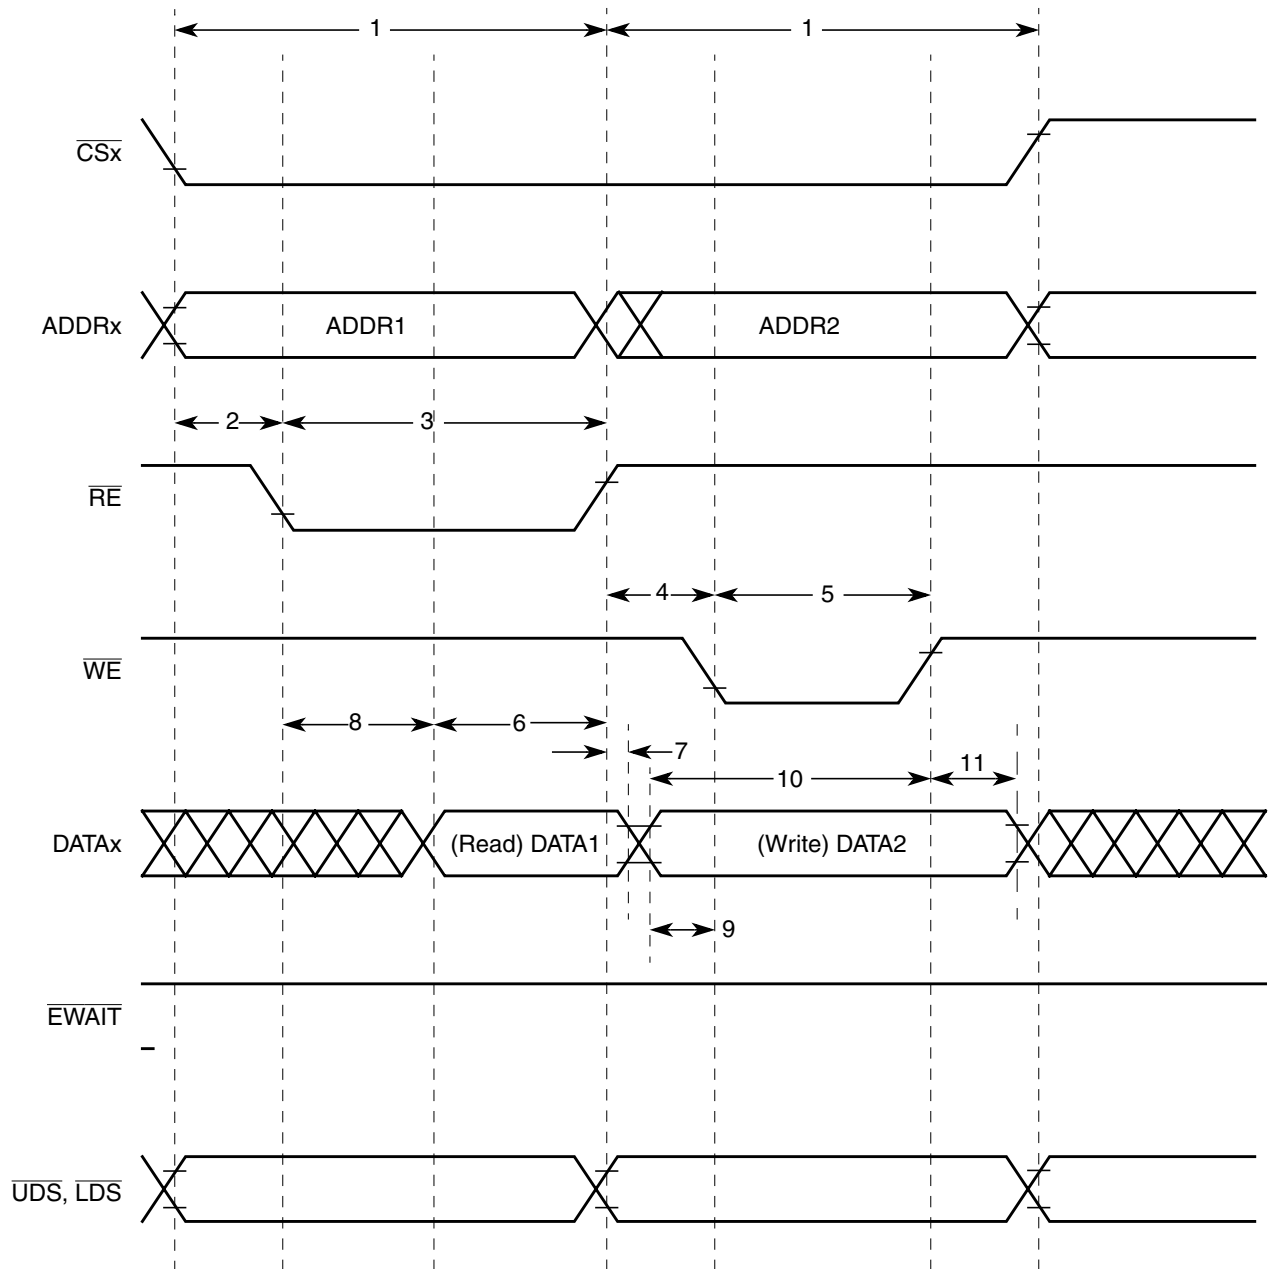 1 1
CSx
ADDRx ADDR1 ADDR2
2 3
RE
4 5
WE
8 6
7
10 11
DATAx (Read) DATA1 (Write) DATA2
9
EWAIT
UDS, LDS